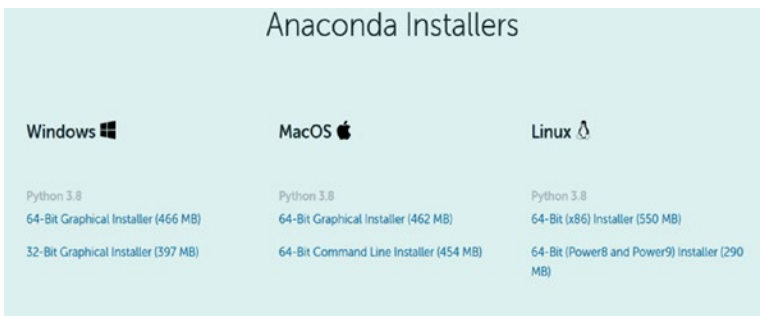 Anaconda Installers
Windows
Python 3.8
64-Bit Graphical Installer (466 MB)
32-Bit Graphical Installer (397 MB)
MacOS
Python 3.8
64-Bit Graphical Installer (462 MB)
64-Bit Command Line Installer (454 MB)
Linux
Python 3.8
64-Bit (x86) Installer (550 MB)
64-Bit (Power8 and Power9) Installer (290
MB)